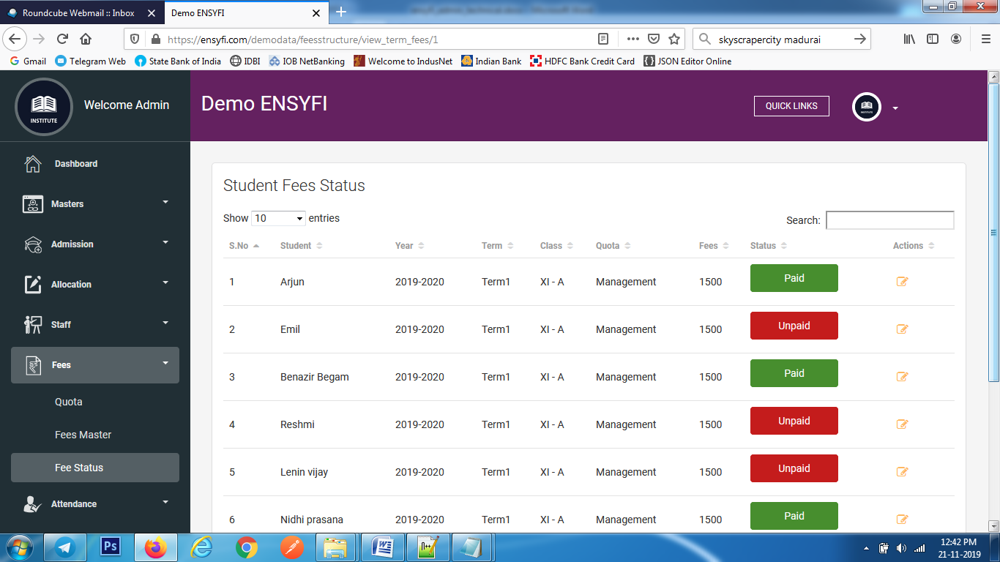 Roundcube Webmail :: Inbox
Demo ENSYFI
https://ensyfi.com/demodata/feesstructure/view_term_fees/1
skyscrapercity madurai
Gmail Telegram Web State Bank of India IDBI IOB NetBanking Welcome to IndusNet Indian Bank HDFC Bank Credit Card JSON Editor Online
INSTITUTE
Welcome Admin
Demo ENSYFI
QUICK LINKS
Dashboard
Masters
Admission
Allocation
Staff
Fees
Quota
Fees Master
Fee Status
Attendance
Student Fees Status
Show 10 entries
Search:
S.No Student Year Term Class Quota Fees Status Actions
1 Arjun 2019-2020 Term1 XI - A Management 1500 Paid
2 Emil 2019-2020 Term1 XI - A Management 1500 Unpaid
3 Benazir Begam 2019-2020 Term1 XI - A Management 1500 Paid
4 Reshmi 2019-2020 Term1 XI - A Management 1500 Unpaid
5 Lenin vijay 2019-2020 Term1 XI - A Management 1500 Unpaid
6 Nidhi prasana 2019-2020 Term1 XI - A Management 1500 Paid
Ps
12:42 PM
21-11-2019